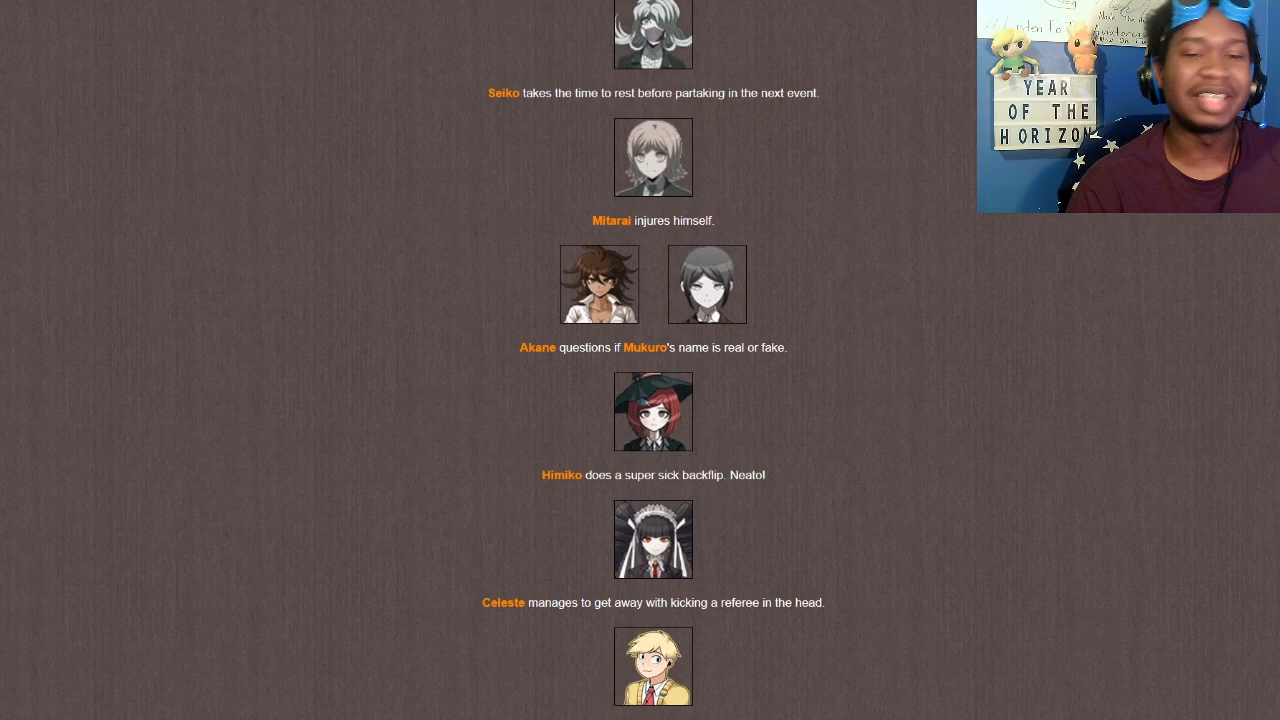 Seiko takes the time to rest before partaking in the next event.
Mitarai injures himself.
Akane questions if Mukuro's name is real or fake.
Himiko does a super sick backflip. Neato!
Celeste manages to get away with kicking a referee in the head.
YEAR
OF THE
HORIZON